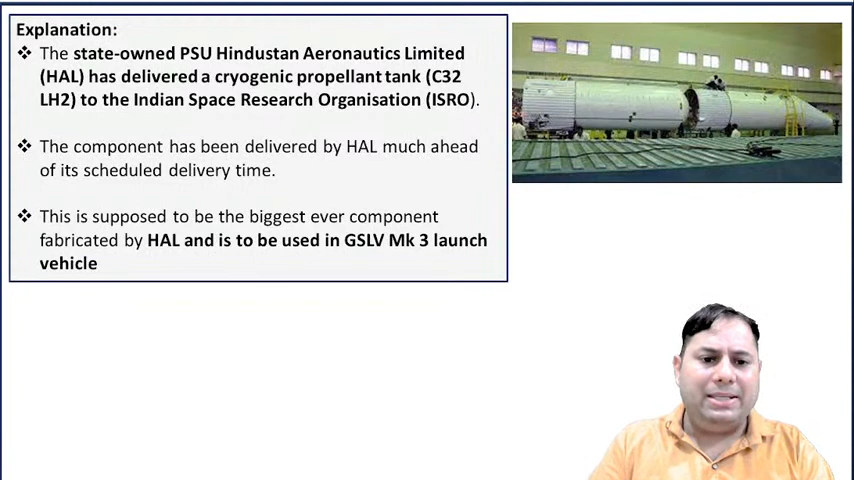 Explanation:
❖ The state-owned PSU Hindustan Aeronautics Limited
(HAL) has delivered a cryogenic propellant tank (C32
LH2) to the Indian Space Research Organisation (ISRO).
❖ The component has been delivered by HAL much ahead
of its scheduled delivery time.
❖ This is supposed to be the biggest ever component
fabricated by HAL and is to be used in GSLV Mk 3 launch
vehicle